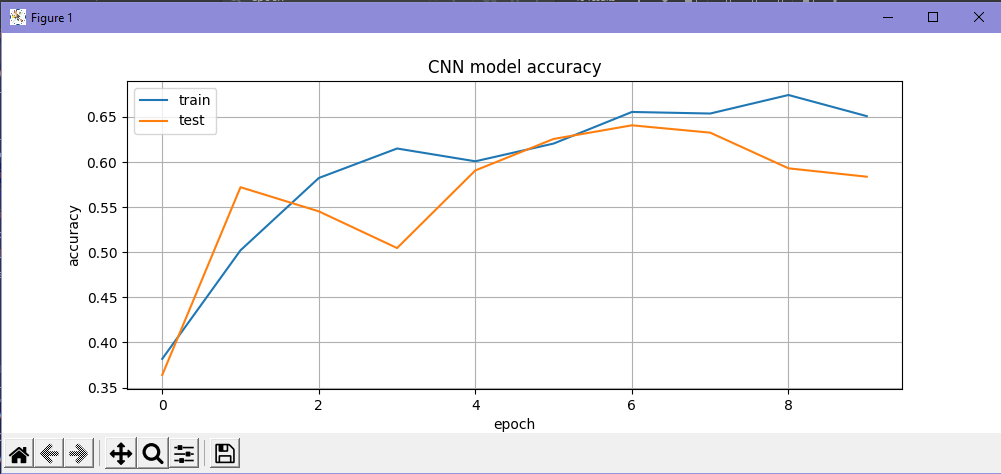 Figure 1
CNN model accuracy
train
test
accuracy
0.65
0.60
0.55
0.50
0.45
0.40
0.35
0 2 4 6 8
epoch